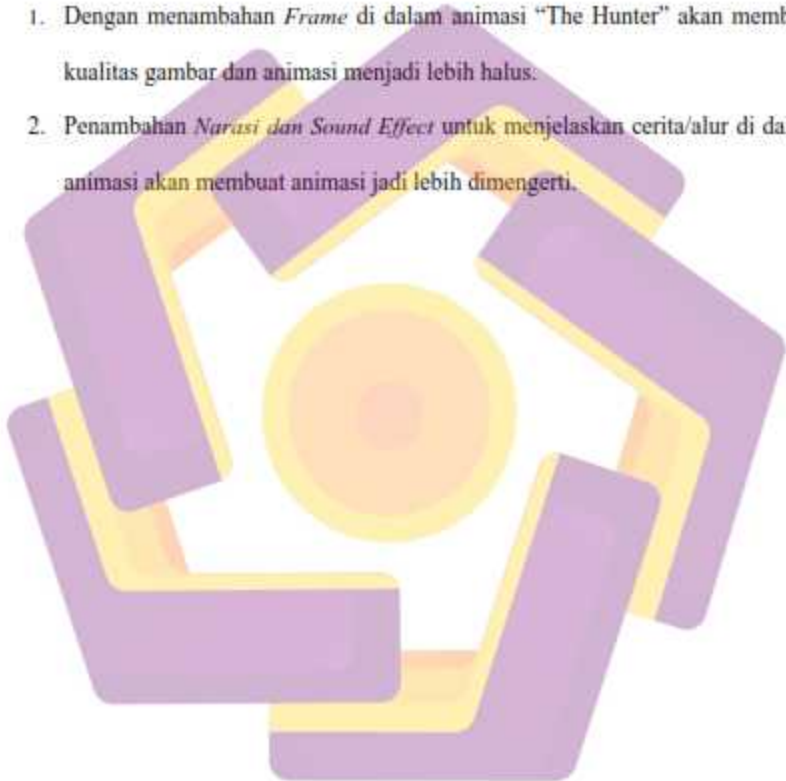 1. Dengan menambahan Frame di dalam animasi “The Hunter” akan memb
kualitas gambar dan animasi menjadi lebih halus.
2. Penambahan Narasi dan Sound Effect untuk menjelaskan cerita/alur di da
animasi akan membuat animasi jadi lebih dimengerti.